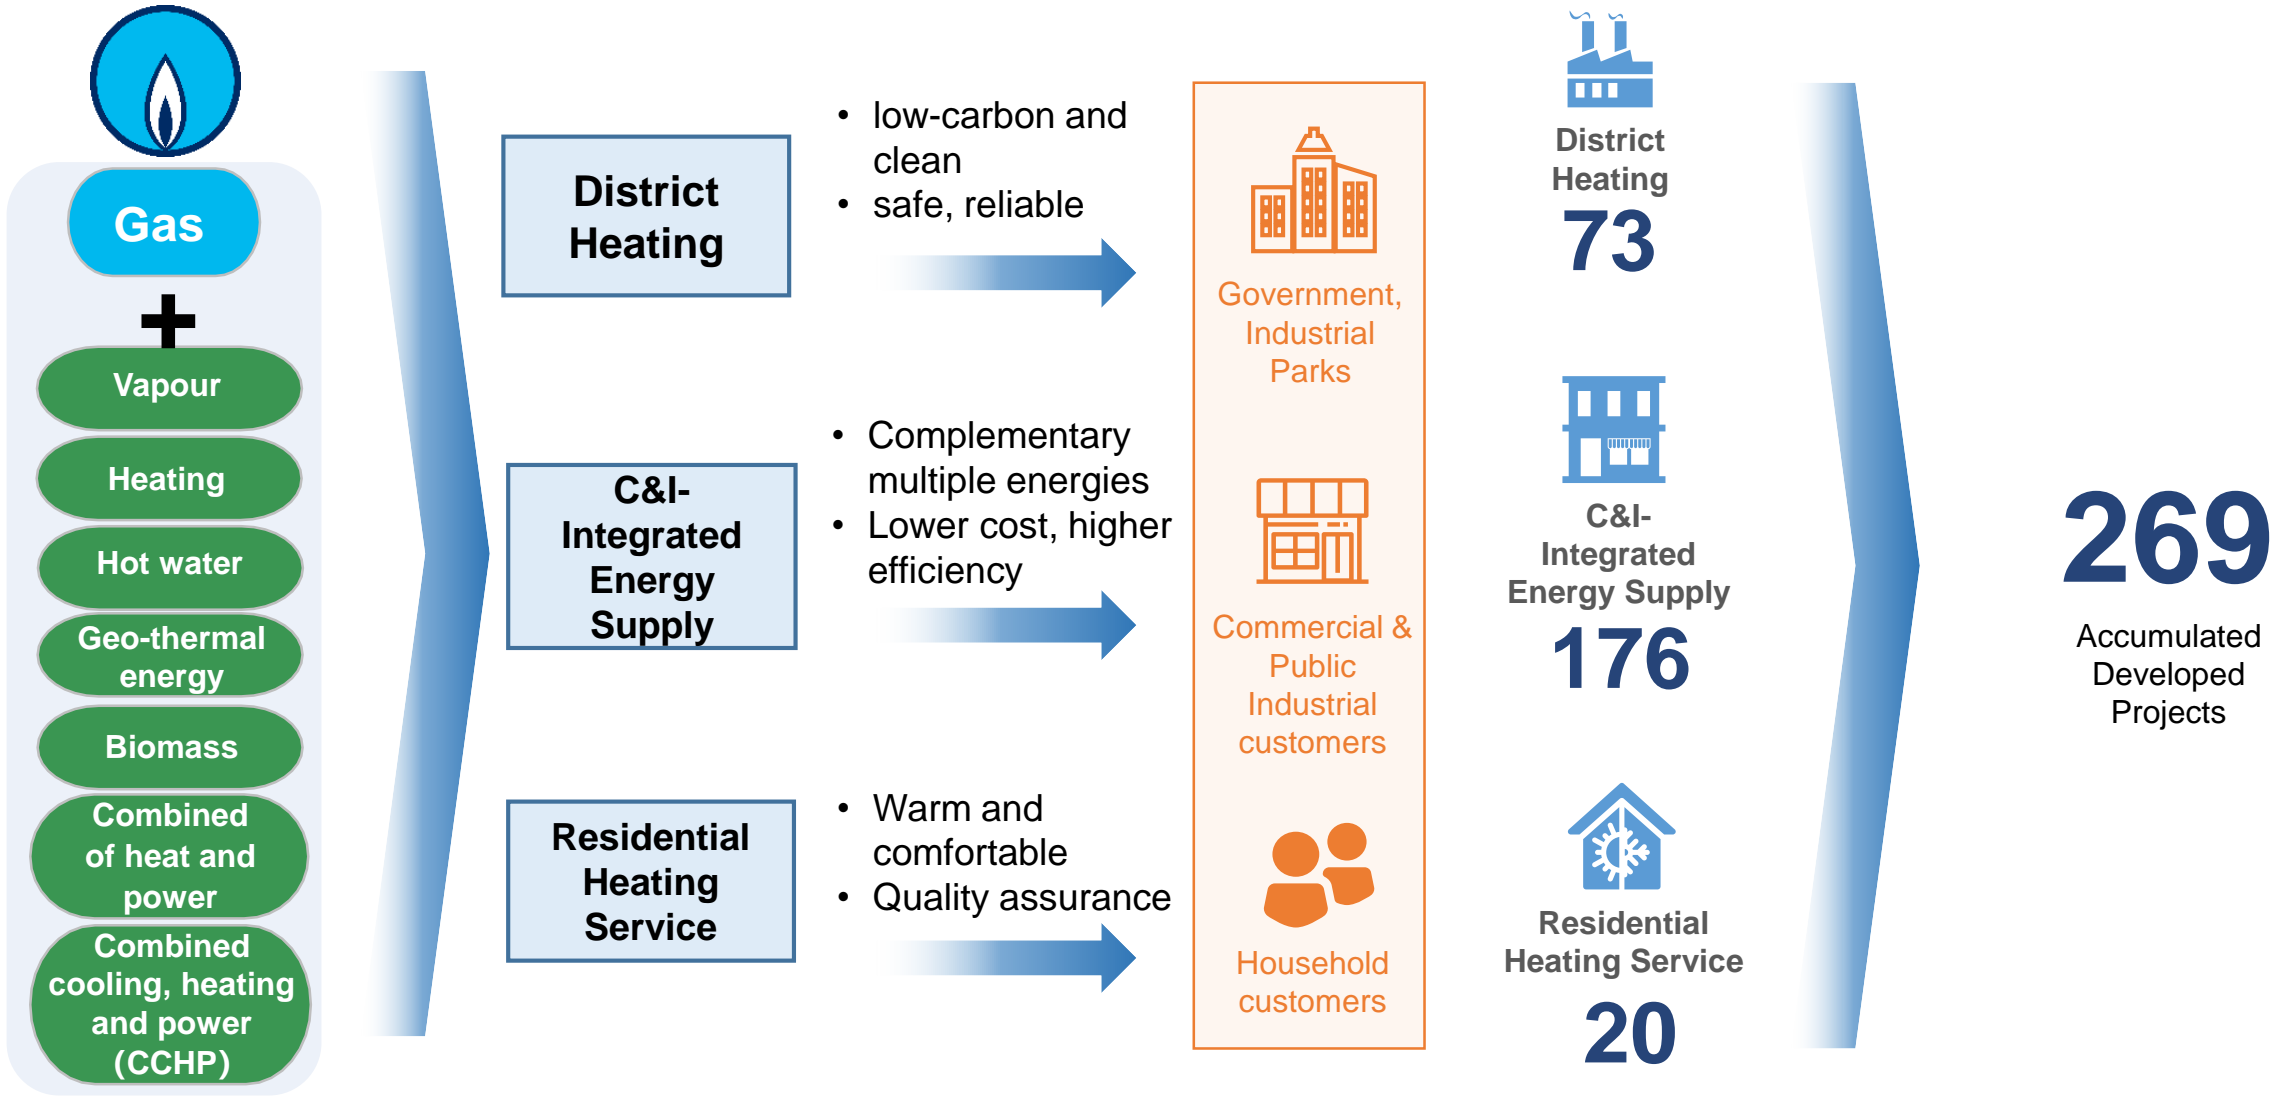 Gas
Vapour
Heating
Hot water
Geo-thermal
energy
Biomass
Combined
of heat and
power
Combined
cooling, heating
and power
(CCHP)
District
Heating
• low-carbon and
clean
• safe, reliable
C&I-
Integrated
Energy
Supply
• Complementary
multiple energies
• Lower cost, higher
efficiency
Residential
Heating
Service
• Warm and
comfortable
• Quality assurance
Government,
Industrial
Parks
Commercial &
Public
Industrial
customers
Household
customers
District
Heating
73
C&I-
Integrated
Energy Supply
176
Residential
Heating Service
20
269
Accumulated
Developed
Projects